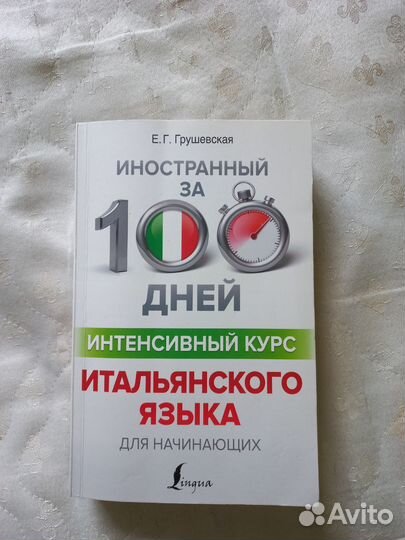 Е. Г. Грушевская
ИНОСТРАННЫЙ
ЗА
100
ДНЕЙ
ИНТЕНСИВНЫЙ КУРС
ИТАЛЬЯНСКОГО
ЯЗЫКА
ДЛЯ НАЧИНАЮЩИХ
Lingua
Avito